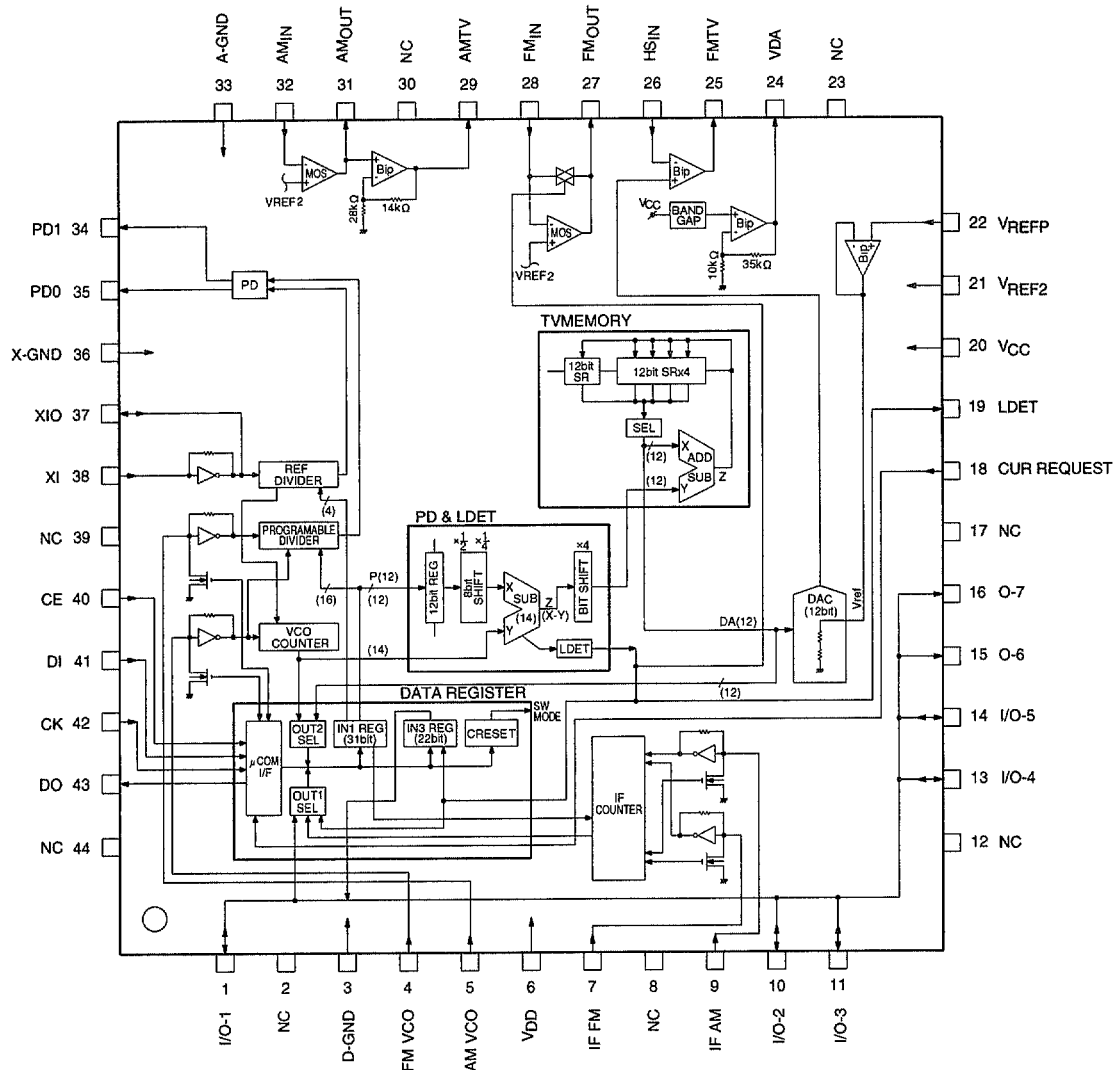 A-GND
AMIN
AMOUT
NC
AMTV
FMIN
FMOUT
HSIN
FMTV
VDA
NC
33
32
31
30
29
28
27
26
25
24
23
MOS
VREF2
Bip
28kΩ
14kΩ
MOS
VREF2
Bip
VCC
BAND GAP
Bip
10kΩ
35kΩ
Bip
PD1 34
PD0 35
X-GND 36
XIO 37
XI 38
NC 39
CE 40
DI 41
CK 42
DO 43
NC 44
22 VREFP
21 VREF2
20 VCC
19 LDET
18 CUR REQUEST
17 NC
16 O-7
15 O-6
14 I/O-5
13 I/O-4
12 NC
PD
TVMEMORY
12bit SR
12bit SRx4
SEL
(12)
X
ADD
SUB
Y
Z
(12)
REF DIVIDER
(4)
PROGRAMABLE DIVIDER
(16)
P(12)
(12)
VCO COUNTER
(14)
PD & LDET
12bit REG
×1/2
×1/4
8bit SHIFT
X
SUB
(14)
Y
Z
(X-Y)
×4
BIT SHIFT
LDET
DA(12)
DAC
(12bit)
Vref
(12)
DATA REGISTER
μCOM I/F
OUT2 SEL
IN1 REG
(31bit)
IN3 REG
(22bit)
CRESET
SW MODE
OUT1 SEL
IF COUNTER
1
2
3
4
5
6
7
8
9
10
11
I/O-1
NC
D-GND
FM VCO
AM VCO
VDD
IF FM
NC
IF AM
I/O-2
I/O-3